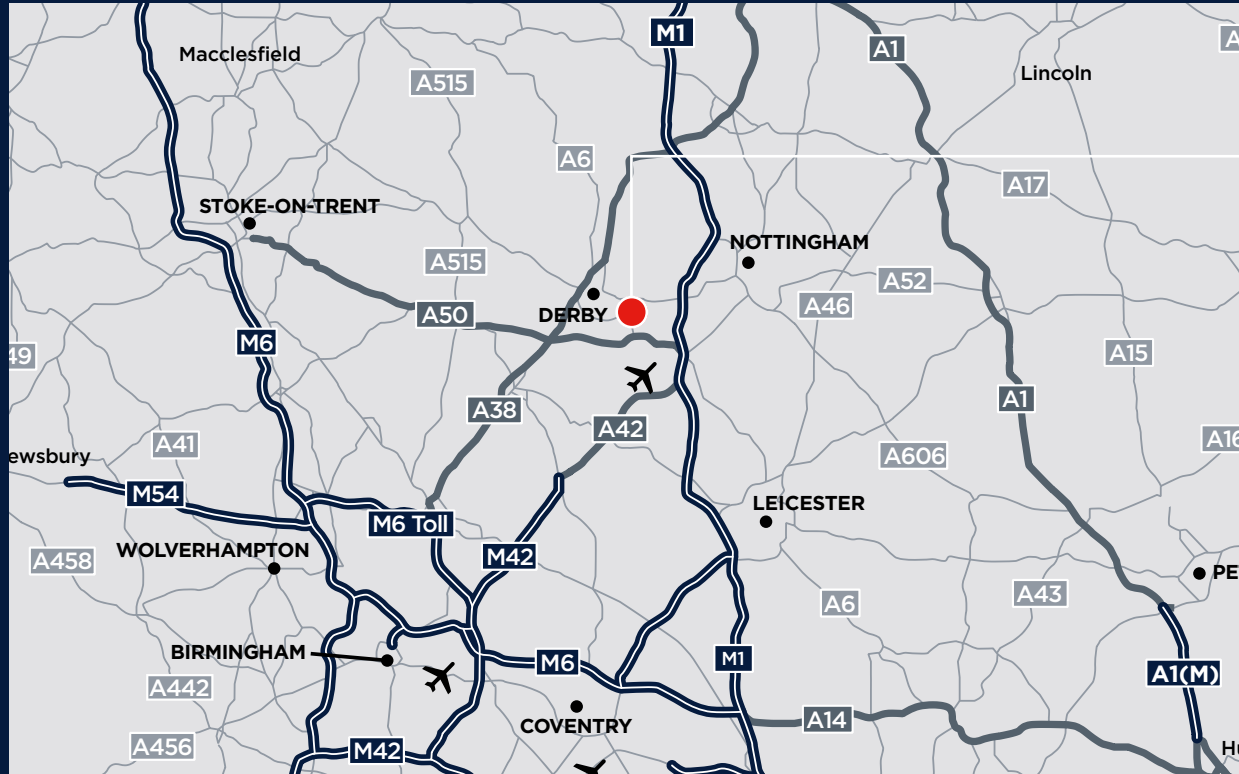 M1
A1
A
Macclesfield
Lincoln
A515
A6
A17
STOKE-ON-TRENT
NOTTINGHAM
A515
A52
DERBY
A50
A46
M6
49
A15
A38
A1
A42
A41
A16
ewsbury
A606
M54
LEICESTER
M6 Toll
WOLVERHAMPTON
M42
A458
PE
A43
A6
BIRMINGHAM
M6
M1
A1(M)
A442
A14
COVENTRY
A456
M42
Hu